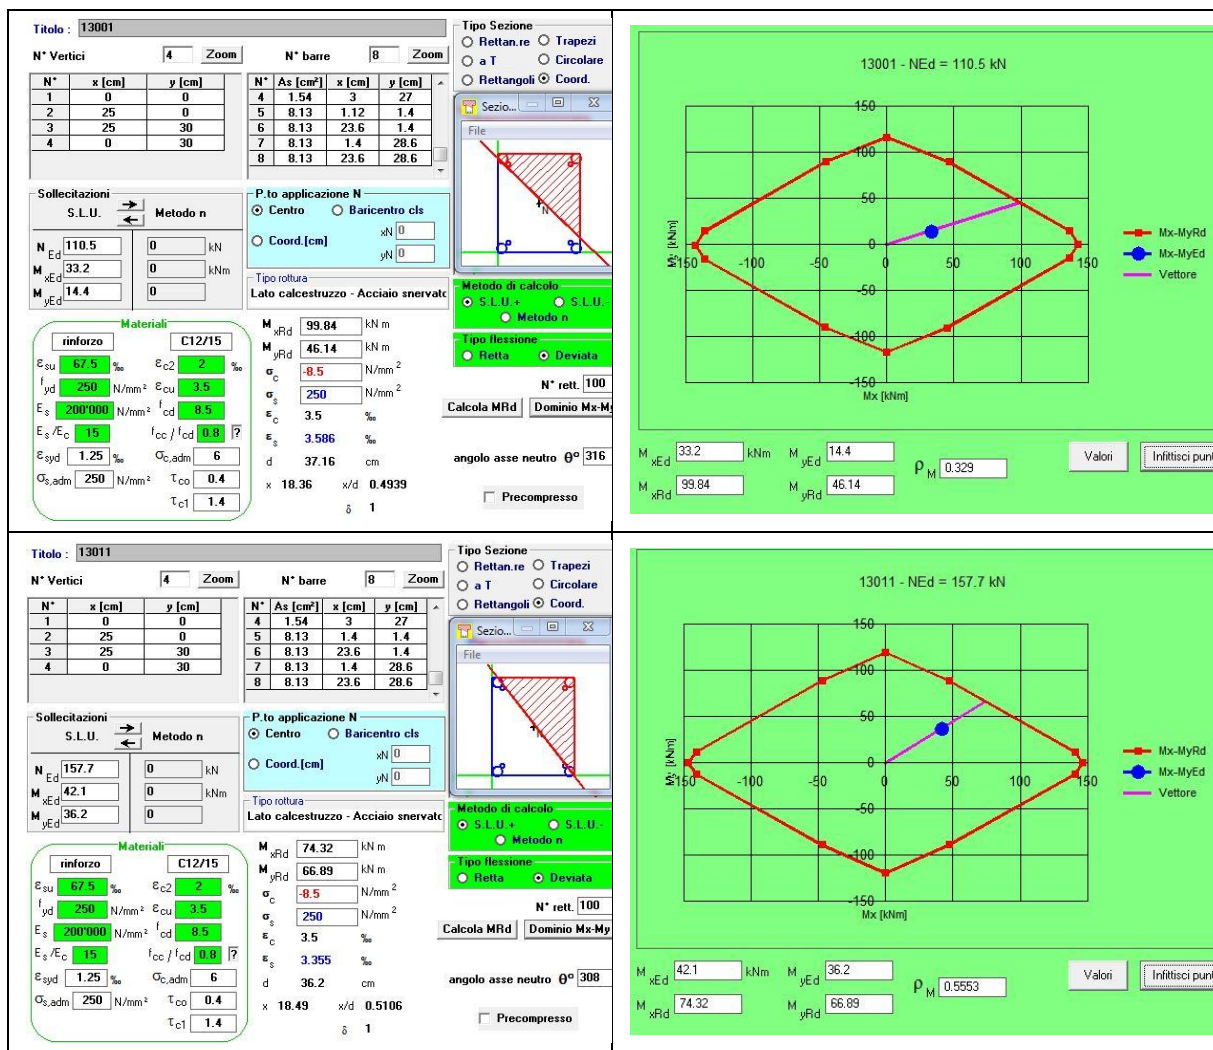 Titolo : 13001
N° Vertici 4 Zoom N° barre 8 Zoom
N° x [cm] y [cm]
1 0 0
2 25 0
3 25 30
4 0 30
N° As [cm²] x [cm] y [cm]
4 1.54 3 27
5 8.13 1.12 1.4
6 8.13 23.6 1.4
7 8.13 1.4 28.6
8 8.13 23.6 28.6
Tipo Sezione
Rettan.re Trapezi
a T Circolare
Rettangoli Coord.
Sezio...
File
N
Sollecitazioni
S.L.U. Metodo n
N Ed 110.5 0 kN
M xEd 33.2 0 kNm
M yEd 14.4 0
P.to applicazione N
Centro Baricentro cls
Coord.[cm] xN 0
yN 0
Tipo rottura
Lato calcestruzzo - Acciaio snervato
Metodo di calcolo
S.L.U.+ S.L.U.-
Metodo n
Tipo flessione
Retta Deviata
N° rett. 100
Calcola MRd Dominio Mx-My
angolo asse neutro θ° 316
Precompresso
Materiali
rinforzo C12/15
εsu 67.5 ‰ εc2 2 ‰
fyd 250 N/mm² εcu 3.5
Es 200'000 N/mm² fcd 8.5
Es/Ec 15 fcc / fcd 0.8 ?
εsyd 1.25 ‰ σc,adm 6
σs,adm 250 N/mm² τco 0.4
τc1 1.4
M xRd 99.84 kN m
M yRd 46.14 kN m
σc -8.5 N/mm²
σs 250 N/mm²
εc 3.5 ‰
εs 3.586 ‰
d 37.16 cm
x 18.36 x/d 0.4939
δ 1
13001 - NEd = 110.5 kN
150
100
50
0
-50
-100
-150
-150 -100 -50 0 50 100 150
Mx [kNm]
Mx-MyRd
Mx-MyEd
Vettore
M xEd 33.2 kNm M yEd 14.4
M xRd 99.84 M yRd 46.14
ρ M 0.329
Valori Infittisci punt
Titolo : 13011
N° Vertici 4 Zoom N° barre 8 Zoom
N° x [cm] y [cm]
1 0 0
2 25 0
3 25 30
4 0 30
N° As [cm²] x [cm] y [cm]
4 1.54 3 27
5 8.13 1.4 1.4
6 8.13 23.6 1.4
7 8.13 1.4 28.6
8 8.13 23.6 28.6
Tipo Sezione
Rettan.re Trapezi
a T Circolare
Rettangoli Coord.
Sezio...
File
Sollecitazioni
S.L.U. Metodo n
N Ed 157.7 0 kN
M xEd 42.1 0 kNm
M yEd 36.2 0
P.to applicazione N
Centro Baricentro cls
Coord.[cm] xN 0
yN 0
Tipo rottura
Lato calcestruzzo - Acciaio snervato
Metodo di calcolo
S.L.U.+ S.L.U.-
Metodo n
Tipo flessione
Retta Deviata
N° rett. 100
Calcola MRd Dominio Mx-My
angolo asse neutro θ° 308
Precompresso
Materiali
rinforzo C12/15
εsu 67.5 ‰ εc2 2 ‰
fyd 250 N/mm² εcu 3.5
Es 200'000 N/mm² fcd 8.5
Es/Ec 15 fcc / fcd 0.8 ?
εsyd 1.25 ‰ σc,adm 6
σs,adm 250 N/mm² τco 0.4
τc1 1.4
M xRd 74.32 kN m
M yRd 66.89 kN m
σc -8.5 N/mm²
σs 250 N/mm²
εc 3.5 ‰
εs 3.355 ‰
d 36.2 cm
x 18.49 x/d 0.5106
δ 1
13011 - NEd = 157.7 kN
150
100
50
0
-50
-100
-150
-150 -100 -50 0 50 100 150
Mx [kNm]
Mx-MyRd
Mx-MyEd
Vettore
M xEd 42.1 kNm M yEd 36.2
M xRd 74.32 M yRd 66.89
ρ M 0.5553
Valori Infittisci punt